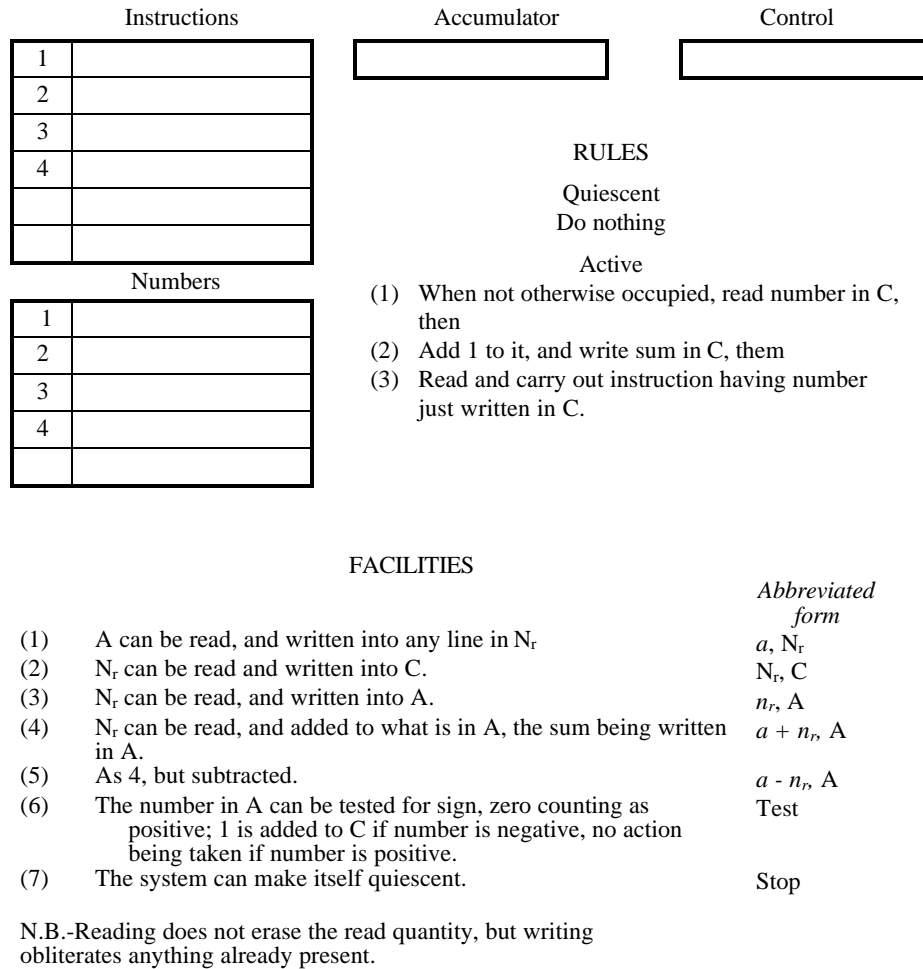 Instructions
Accumulator
Control
1
2
3
4
Numbers
1
2
3
4
RULES
Quiescent
Do nothing
Active
(1) When not otherwise occupied, read number in C,
then
(2) Add 1 to it, and write sum in C, them
(3) Read and carry out instruction having number
just written in C.
FACILITIES
Abbreviated
form
(1) A can be read, and written into any line in Nr a, Nr
(2) Nr can be read and written into C. Nr, C
(3) Nr can be read, and written into A. nr, A
(4) Nr can be read, and added to what is in A, the sum being written a + nr, A
in A.
(5) As 4, but subtracted. a - nr, A
(6) The number in A can be tested for sign, zero counting as Test
positive; 1 is added to C if number is negative, no action
being taken if number is positive.
(7) The system can make itself quiescent. Stop
N.B.-Reading does not erase the read quantity, but writing
obliterates anything already present.